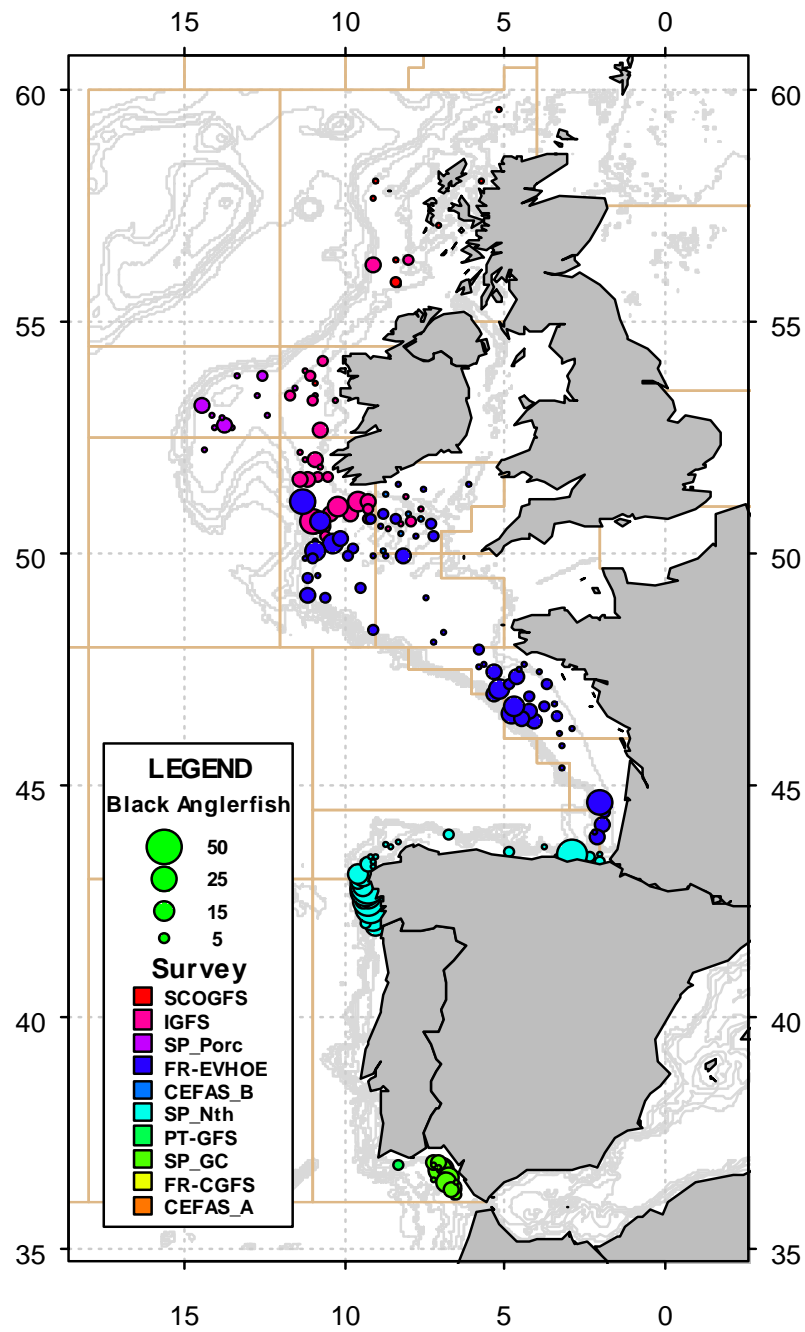 15 10 5 0
60 60
55 55
50 50
45 45
40 40
35 35
LEGEND
Black Anglerfish
50
25
15
5
Survey
SCOGFS
IGFS
SP_Porc
FR-EVHOE
CEFAS_B
SP_Nth
PT-GFS
SP_GC
FR-CGFS
CEFAS_A
15 10 5 0